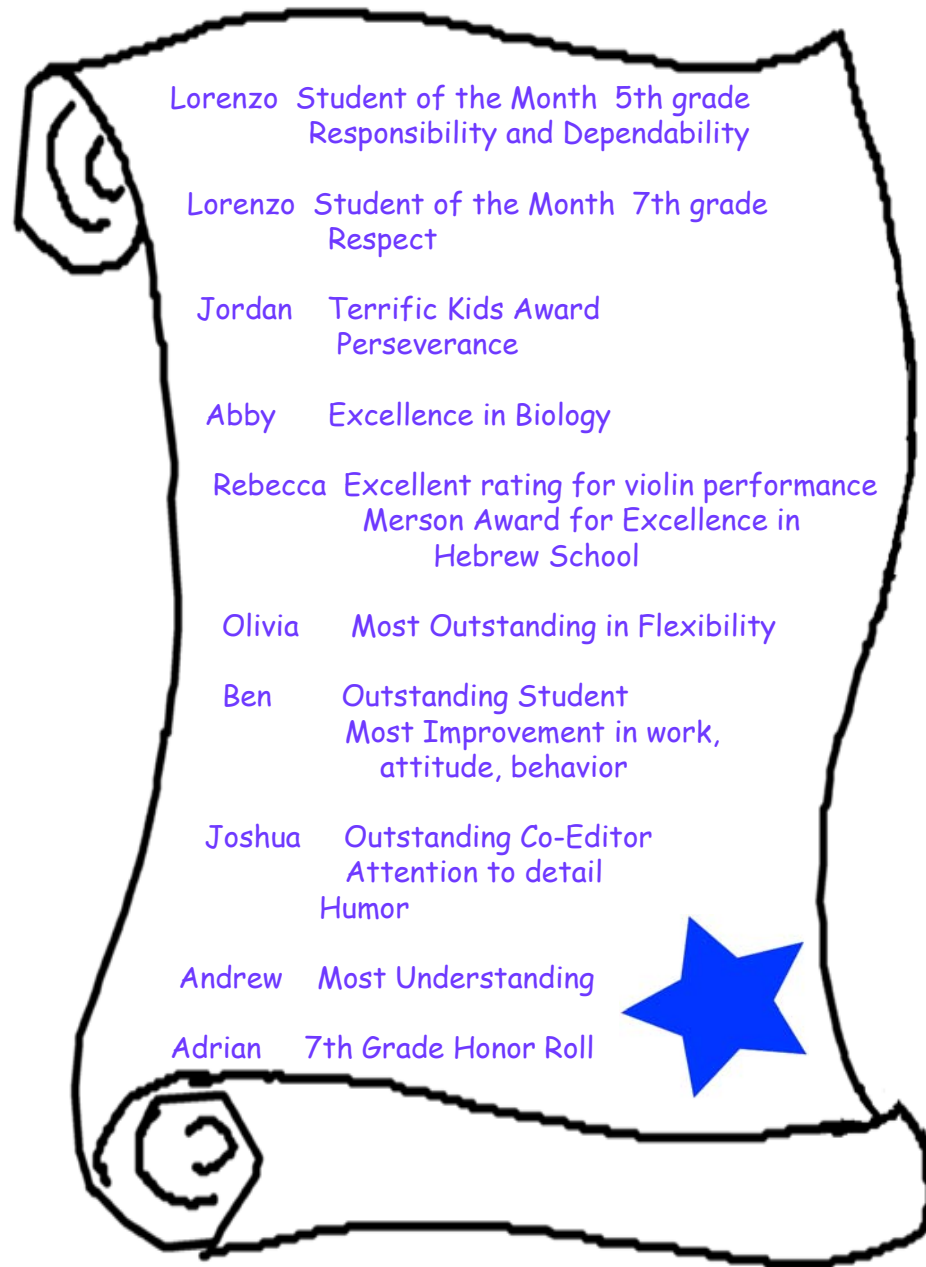 Lorenzo Student of the Month 5th grade
Responsibility and Dependability
Lorenzo Student of the Month 7th grade
Respect
Jordan Terrific Kids Award
Perseverance
Abby Excellence in Biology
Rebecca Excellent rating for violin performance
Merson Award for Excellence in
Hebrew School
Olivia Most Outstanding in Flexibility
Ben Outstanding Student
Most Improvement in work,
attitude, behavior
Joshua Outstanding Co-Editor
Attention to detail
Humor
Andrew Most Understanding
Adrian 7th Grade Honor Roll